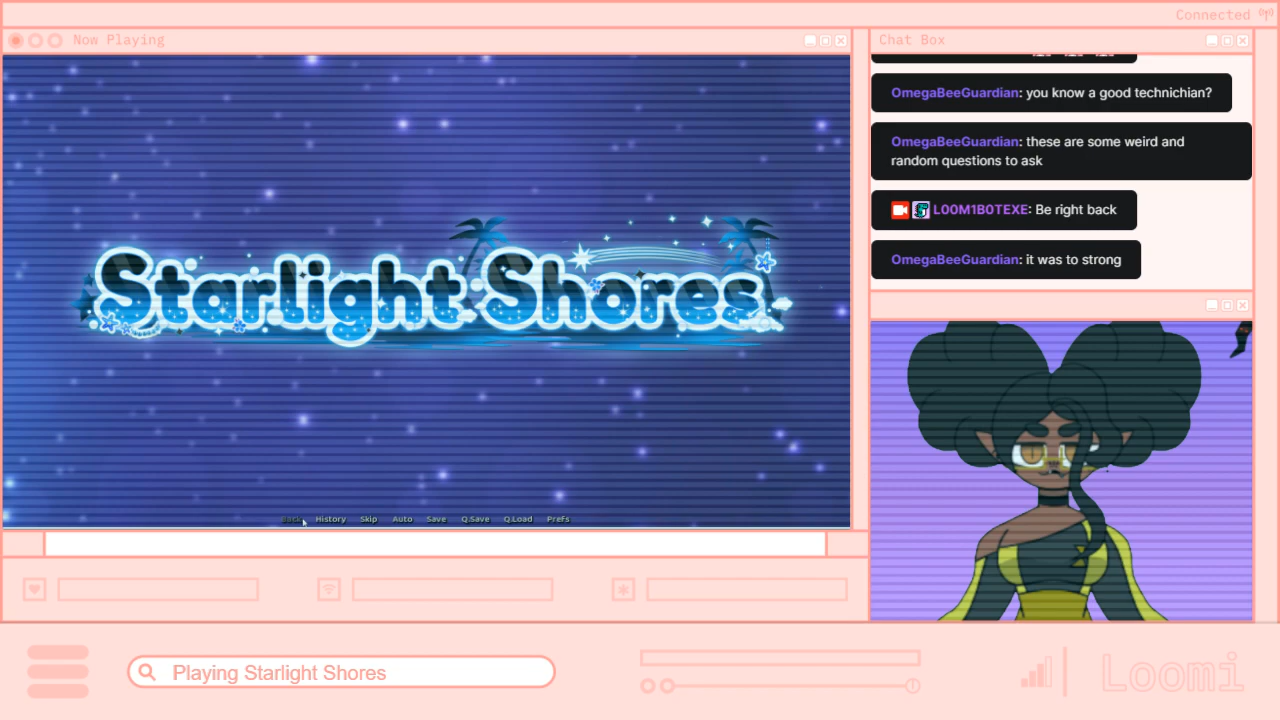 Connected
Now Playing
Chat Box
OmegaBeeGuardian: you know a good technichian?
OmegaBeeGuardian: these are some weird and
random questions to ask
L00M1B0TEXE: Be right back
OmegaBeeGuardian: it was to strong
Starlight Shores
Back History Skip Auto Save Q.Save Q.Load Prefs
Playing Starlight Shores
Loomi